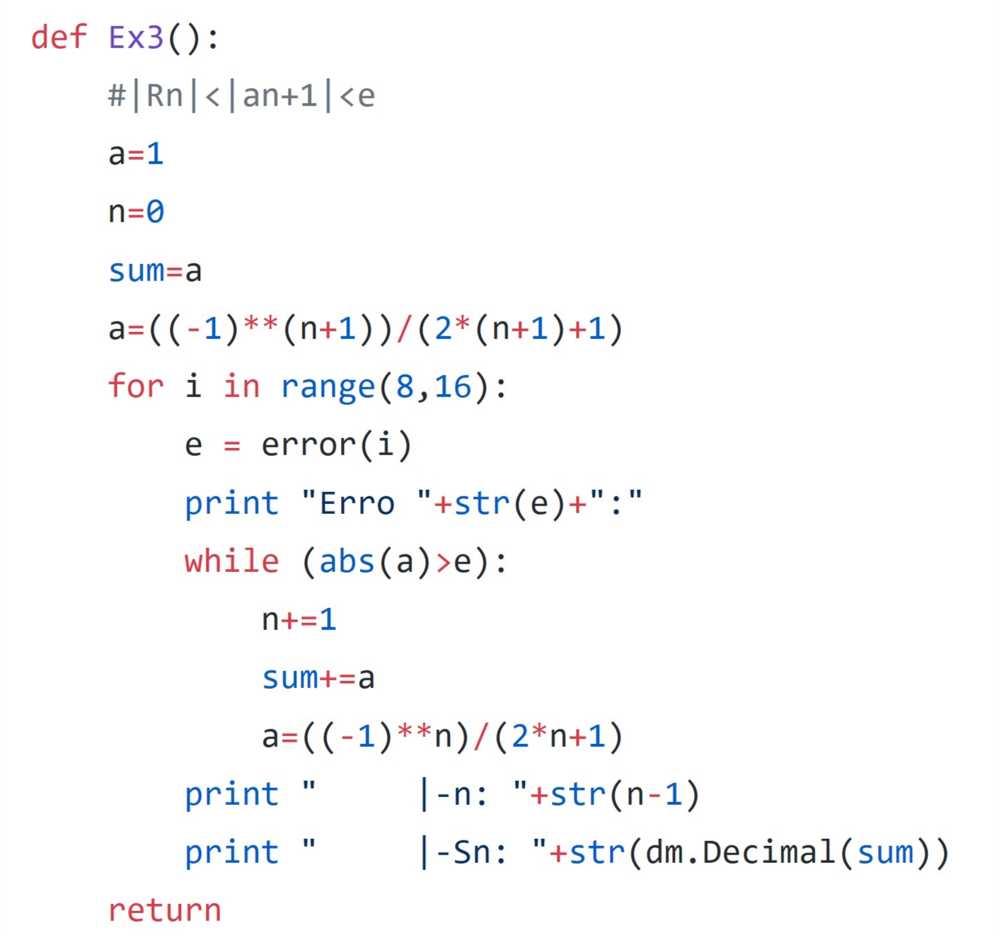 def Ex3():
    #|Rn|<|an+1|<e
    a=1
    n=0
    sum=a
    a=((-1)**(n+1))/(2*(n+1)+1)
    for i in range(8,16):
        e = error(i)
        print "Erro "+str(e)+":"
        while (abs(a)>e):
            n+=1
            sum+=a
            a=((-1)**n)/(2*n+1)
        print "     |-n: "+str(n-1)
        print "     |-Sn: "+str(dm.Decimal(sum))
    return